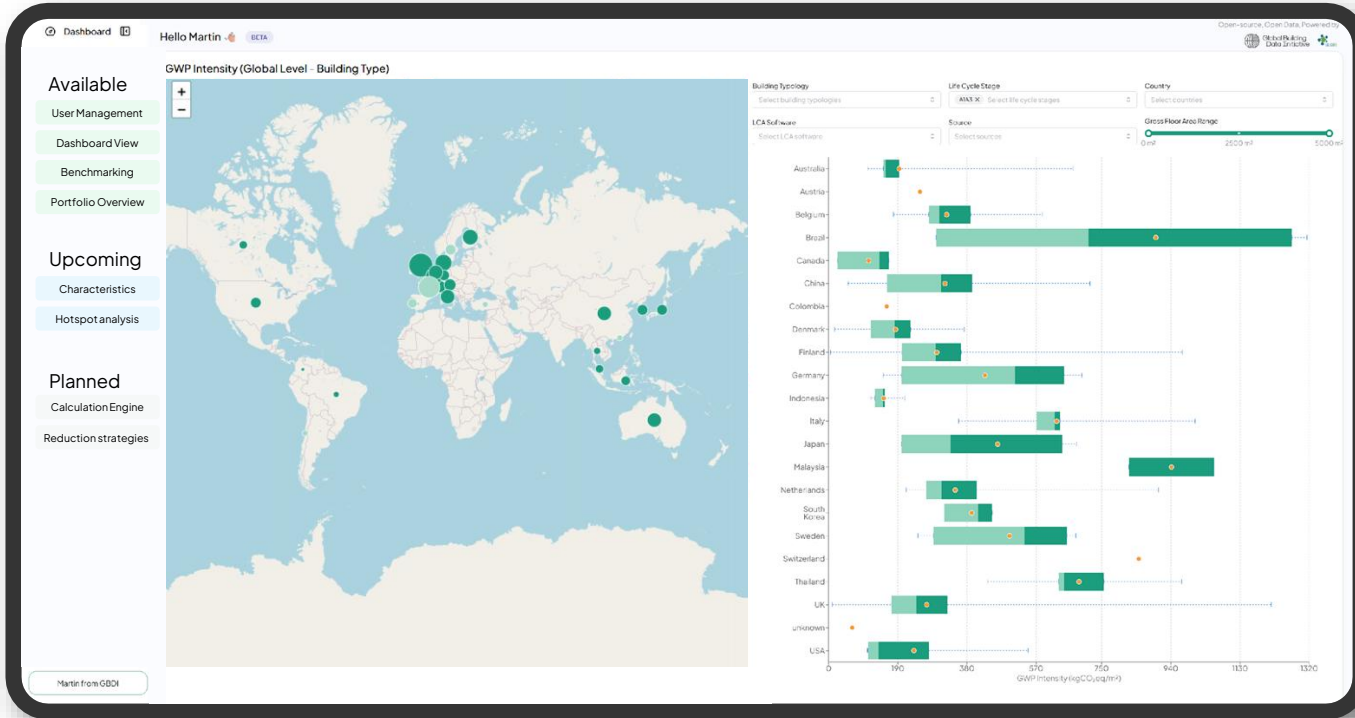 Dashboard
Hello Martin
BETA
Open-source, Open Data, Powered by
Global Building
Data Initiative
Available
User Management
Dashboard View
Benchmarking
Portfolio Overview
Upcoming
Characteristics
Hotspot analysis
Planned
Calculation Engine
Reduction strategies
Martin from GBDI
GWP Intensity (Global Level - Building Type)
+
−
Building Typology
Select building typologies
Life Cycle Stage
A1A3 × Select life cycle stages
Country
Select countries
LCA Software
Select LCA software
Source
Select sources
Gross Floor Area Range
0 m²
2500 m²
5000 m²
Australia
Austria
Belgium
Brazil
Canada
China
Colombia
Denmark
Finland
Germany
Indonesia
Italy
Japan
Malaysia
Netherlands
South
Korea
Sweden
Switzerland
Thailand
UK
unknown
USA
0
190
380
570
750
940
1130
1320
GWP Intensity (kgCO₂eq/m²)